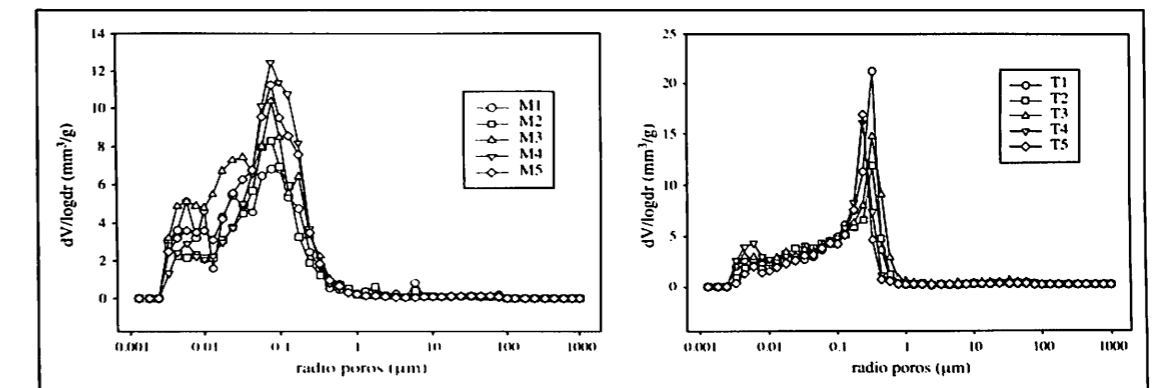 14
12
10
8
6
4
2
0
dV/logdr (mm³/g)
M1
M2
M3
M4
M5
0.001 0.01 0.1 1 10 100 1000
radio poros (µm)
25
20
15
10
5
0
dV/logdr (mm³/g)
T1
T2
T3
T4
T5
0.001 0.01 0.1 1 10 100 1000
radio poros (µm)